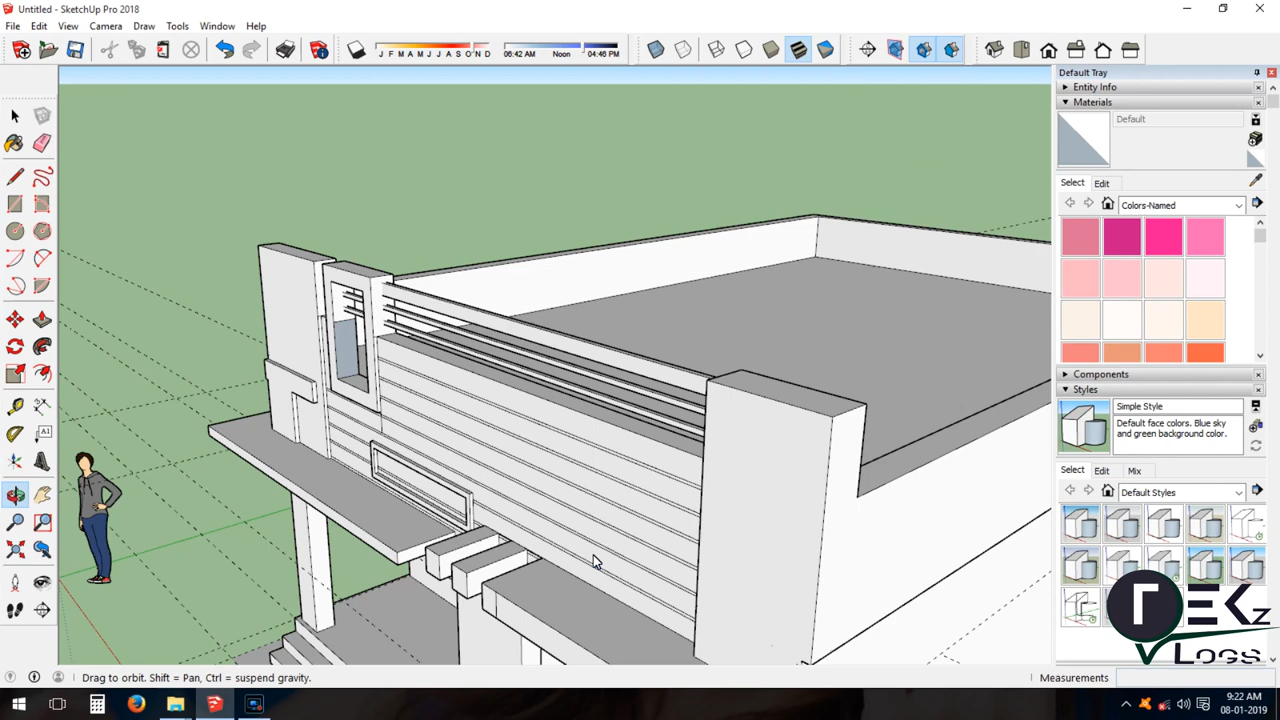 Untitled - SketchUp Pro 2018
File Edit View Camera Draw Tools Window Help
J F M A M J J A S O N D
06:42 AM Noon 04:46 PM
Default Tray
Entity Info
Materials
Default
Select Edit
Colors-Named
Components
Styles
Simple Style
Default face colors. Blue sky
and green background color.
Select Edit Mix
Default Styles
A1
TEKz
VLogs
Drag to orbit. Shift = Pan, Ctrl = suspend gravity.
Measurements
9:22 AM
08-01-2019